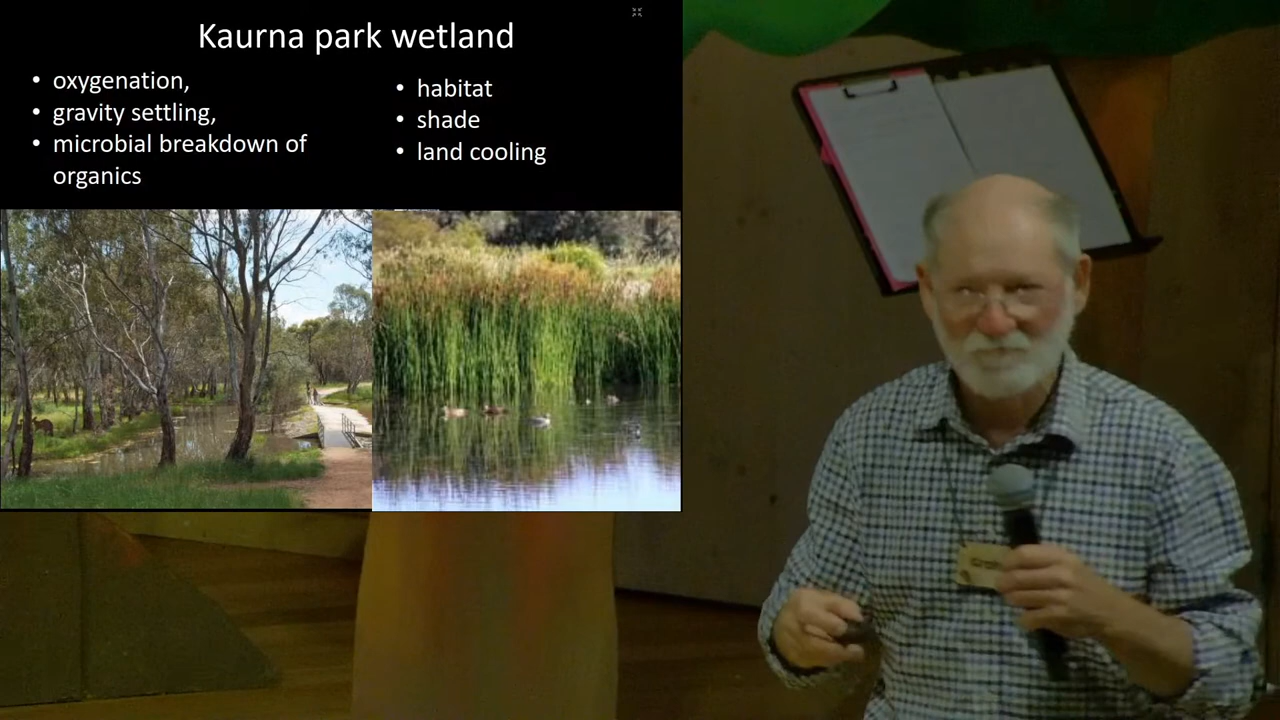 Kaurna park wetland
• oxygenation,
• gravity settling,
• microbial breakdown of
organics
• habitat
• shade
• land cooling